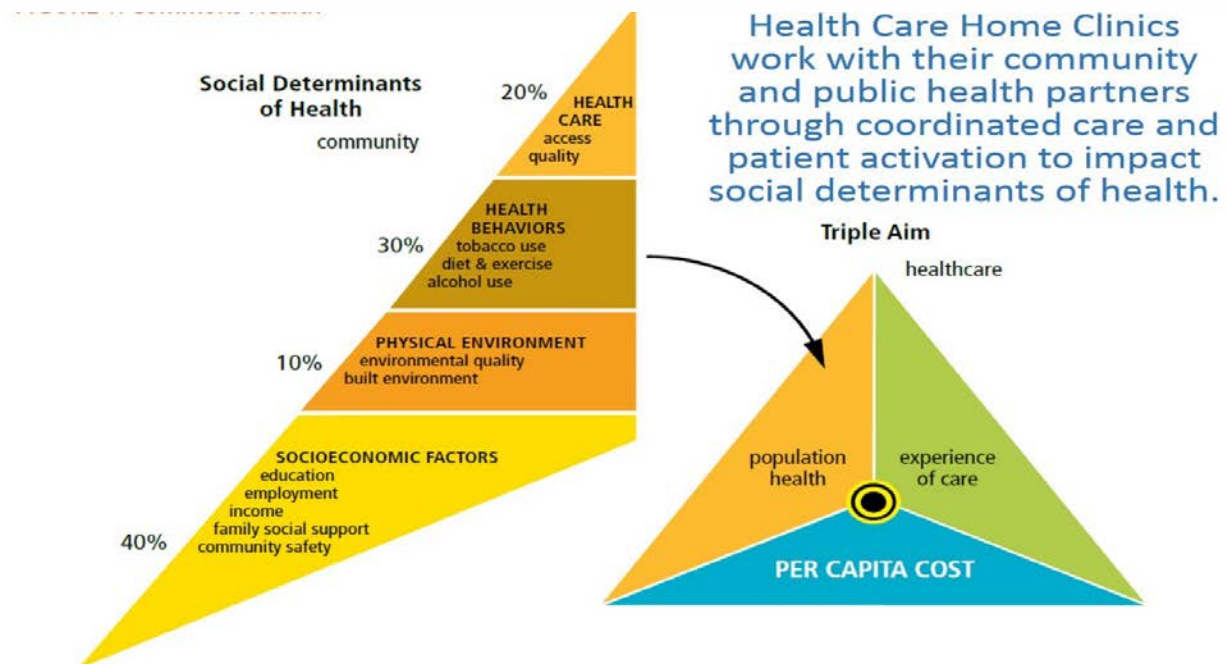 Health Care Home Clinics
work with their community
and public health partners
through coordinated care and
patient activation to impact
social determinants of health.
Social Determinants
of Health
community
20%
HEALTH
CARE
access
quality
30%
HEALTH
BEHAVIORS
tobacco use
diet & exercise
alcohol use
10%
PHYSICAL ENVIRONMENT
environmental quality
built environment
40%
SOCIOECONOMIC FACTORS
education
employment
income
family social support
community safety
Triple Aim
healthcare
population
health
experience
of care
PER CAPITA COST